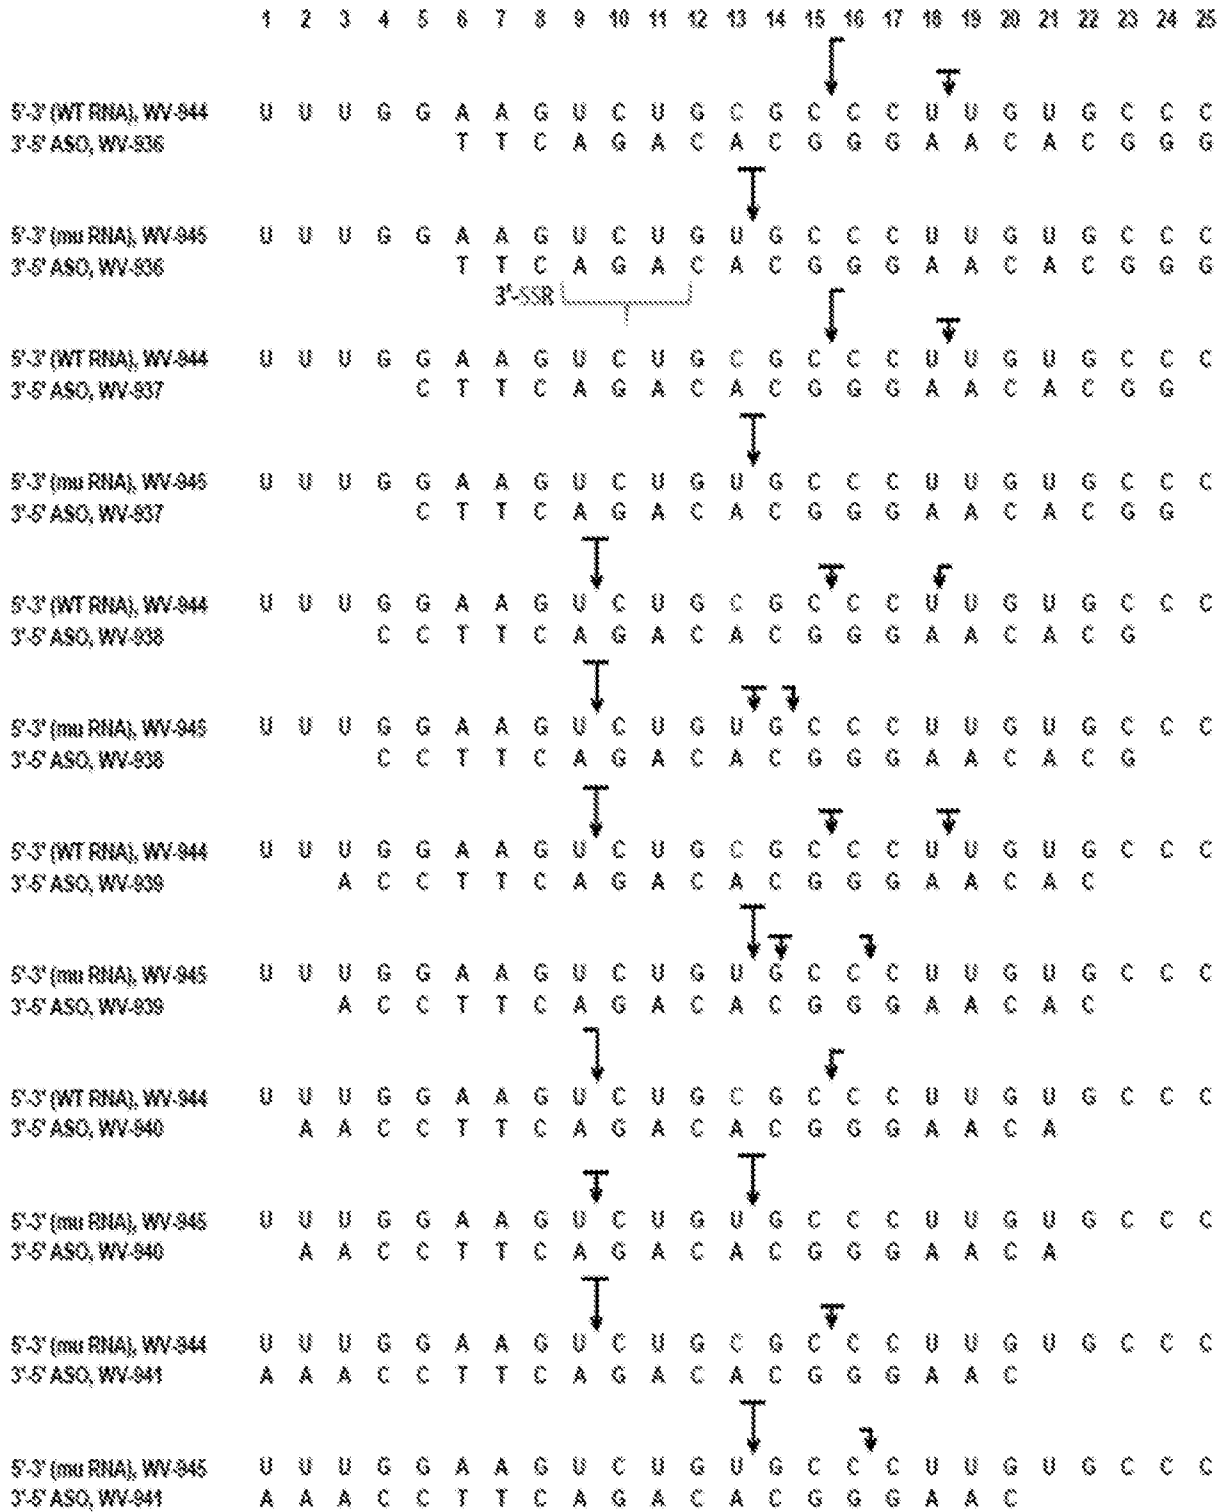 1 2 3 4 5 6 7 8 9 10 11 12 13 14 15 16 17 18 19 20 21 22 23 24 25
5'-3' (WT RNA), WV-944 U U U G G A A G U C U G C G C C C U U G U G C C C
3'-5' ASO, WV-936 T T C A G A C A C G G G A A C A C G G G
5'-3' (mu RNA), WV-945 U U U G G A A G U C U G U G C C C U U G U G C C C
3'-5' ASO, WV-936 T T C A G A C A C G G G A A C A C G G G
3'-SSR
5'-3' (WT RNA), WV-944 U U U G G A A G U C U G C G C C C U U G U G C C C
3'-5' ASO, WV-937 C T T C A G A C A C G G G A A C A C G G
5'-3' (mu RNA), WV-945 U U U G G A A G U C U G U G C C C U U G U G C C C
3'-5' ASO, WV-937 C T T C A G A C A C G G G A A C A C G G
5'-3' (WT RNA), WV-944 U U U G G A A G U C U G C G C C C U U G U G C C C
3'-5' ASO, WV-938 C C T T C A G A C A C G G G A A C A C G
5'-3' (mu RNA), WV-945 U U U G G A A G U C U G U G C C C U U G U G C C C
3'-5' ASO, WV-938 C C T T C A G A C A C G G G A A C A C G
5'-3' (WT RNA), WV-944 U U U G G A A G U C U G C G C C C U U G U G C C C
3'-5' ASO, WV-939 A C C T T C A G A C A C G G G A A C A C
5'-3' (mu RNA), WV-945 U U U G G A A G U C U G U G C C C U U G U G C C C
3'-5' ASO, WV-939 A C C T T C A G A C A C G G G A A C A C
5'-3' (WT RNA), WV-944 U U U G G A A G U C U G C G C C C U U G U G C C C
3'-5' ASO, WV-940 A A C C T T C A G A C A C G G G A A C A
5'-3' (mu RNA), WV-945 U U U G G A A G U C U G U G C C C U U G U G C C C
3'-5' ASO, WV-940 A A C C T T C A G A C A C G G G A A C A
5'-3' (mu RNA), WV-944 U U U G G A A G U C U G C G C C C U U G U G C C C
3'-5' ASO, WV-941 A A A C C T T C A G A C A C G G G A A C
5'-3' (mu RNA), WV-945 U U U G G A A G U C U G U G C C C U U G U G C C C
3'-5' ASO, WV-941 A A A C C T T C A G A C A C G G G A A C